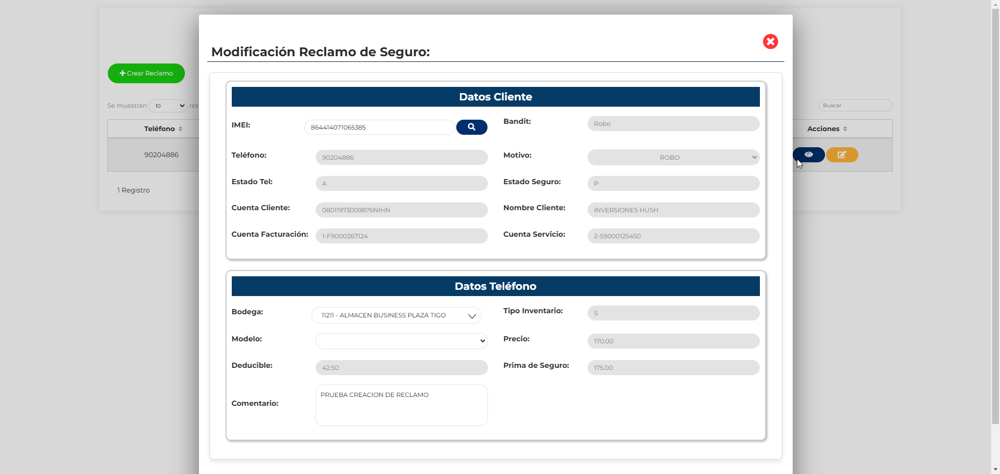 Modificación Reclamo de Seguro:
Crear Reclamo
Se muestran 10 res
Buscar
Teléfono
Acciones
90204886
1 Registro
Datos Cliente
IMEI: 864414071065385
Bandit: Robo
Teléfono: 90204886
Motivo: ROBO
Estado Tel: A
Estado Seguro: P
Cuenta Cliente: 08011973009876NIHN
Nombre Cliente: INVERSIONES HUSH
Cuenta Facturación: 1-F9000267124
Cuenta Servicio: 2-S9000125450
Datos Teléfono
Bodega: 11211 - ALMACEN BUSINESS PLAZA TIGO
Tipo Inventario: S
Modelo:
Precio: 170.00
Deducible: 42.50
Prima de Seguro: 175.00
Comentario: PRUEBA CREACION DE RECLAMO